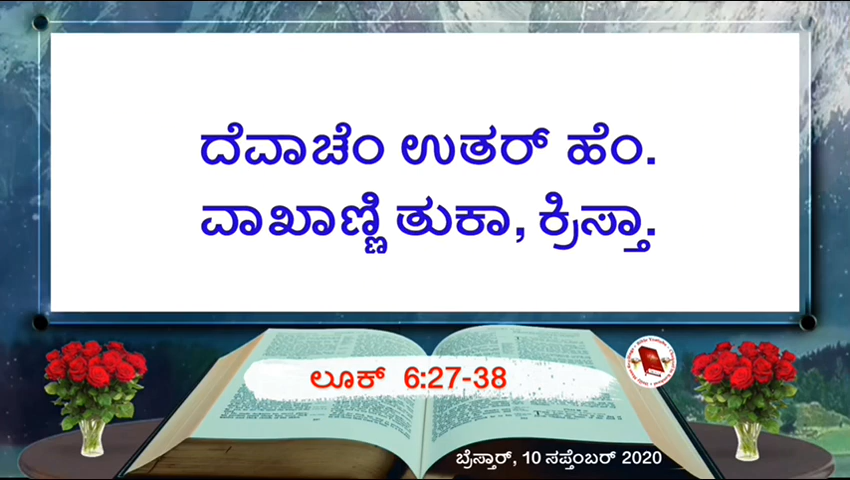 ದೆವಾಚೆಂ ಉತರ್ ಹೆಂ.
ವಾಖಾಣ್ಣಿ ತುಕಾ, ಕ್ರಿಸ್ತಾ.
ಲೂಕ್ 6:27-38
ಬ್ರೆಸ್ತಾರ್, 10 ಸಪ್ತೆಂಬರ್ 2020